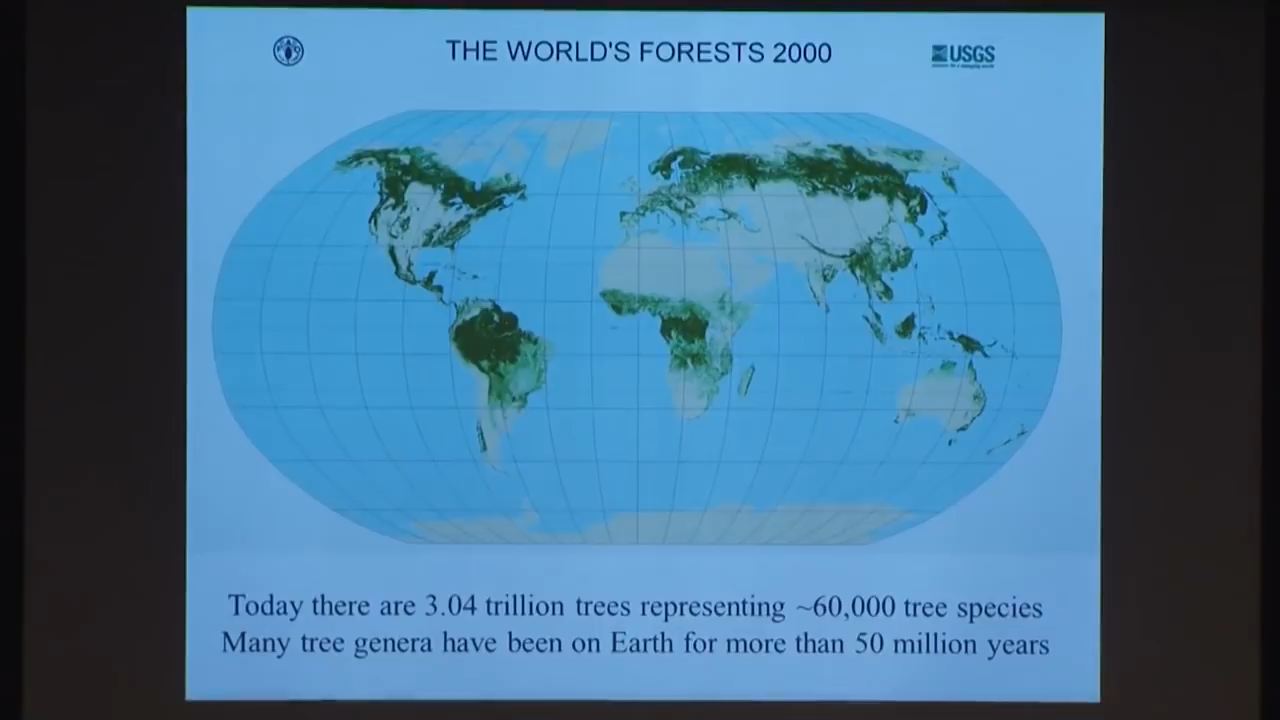 THE WORLD'S FORESTS 2000
USGS
Today there are 3.04 trillion trees representing ~60,000 tree species
Many tree genera have been on Earth for more than 50 million years